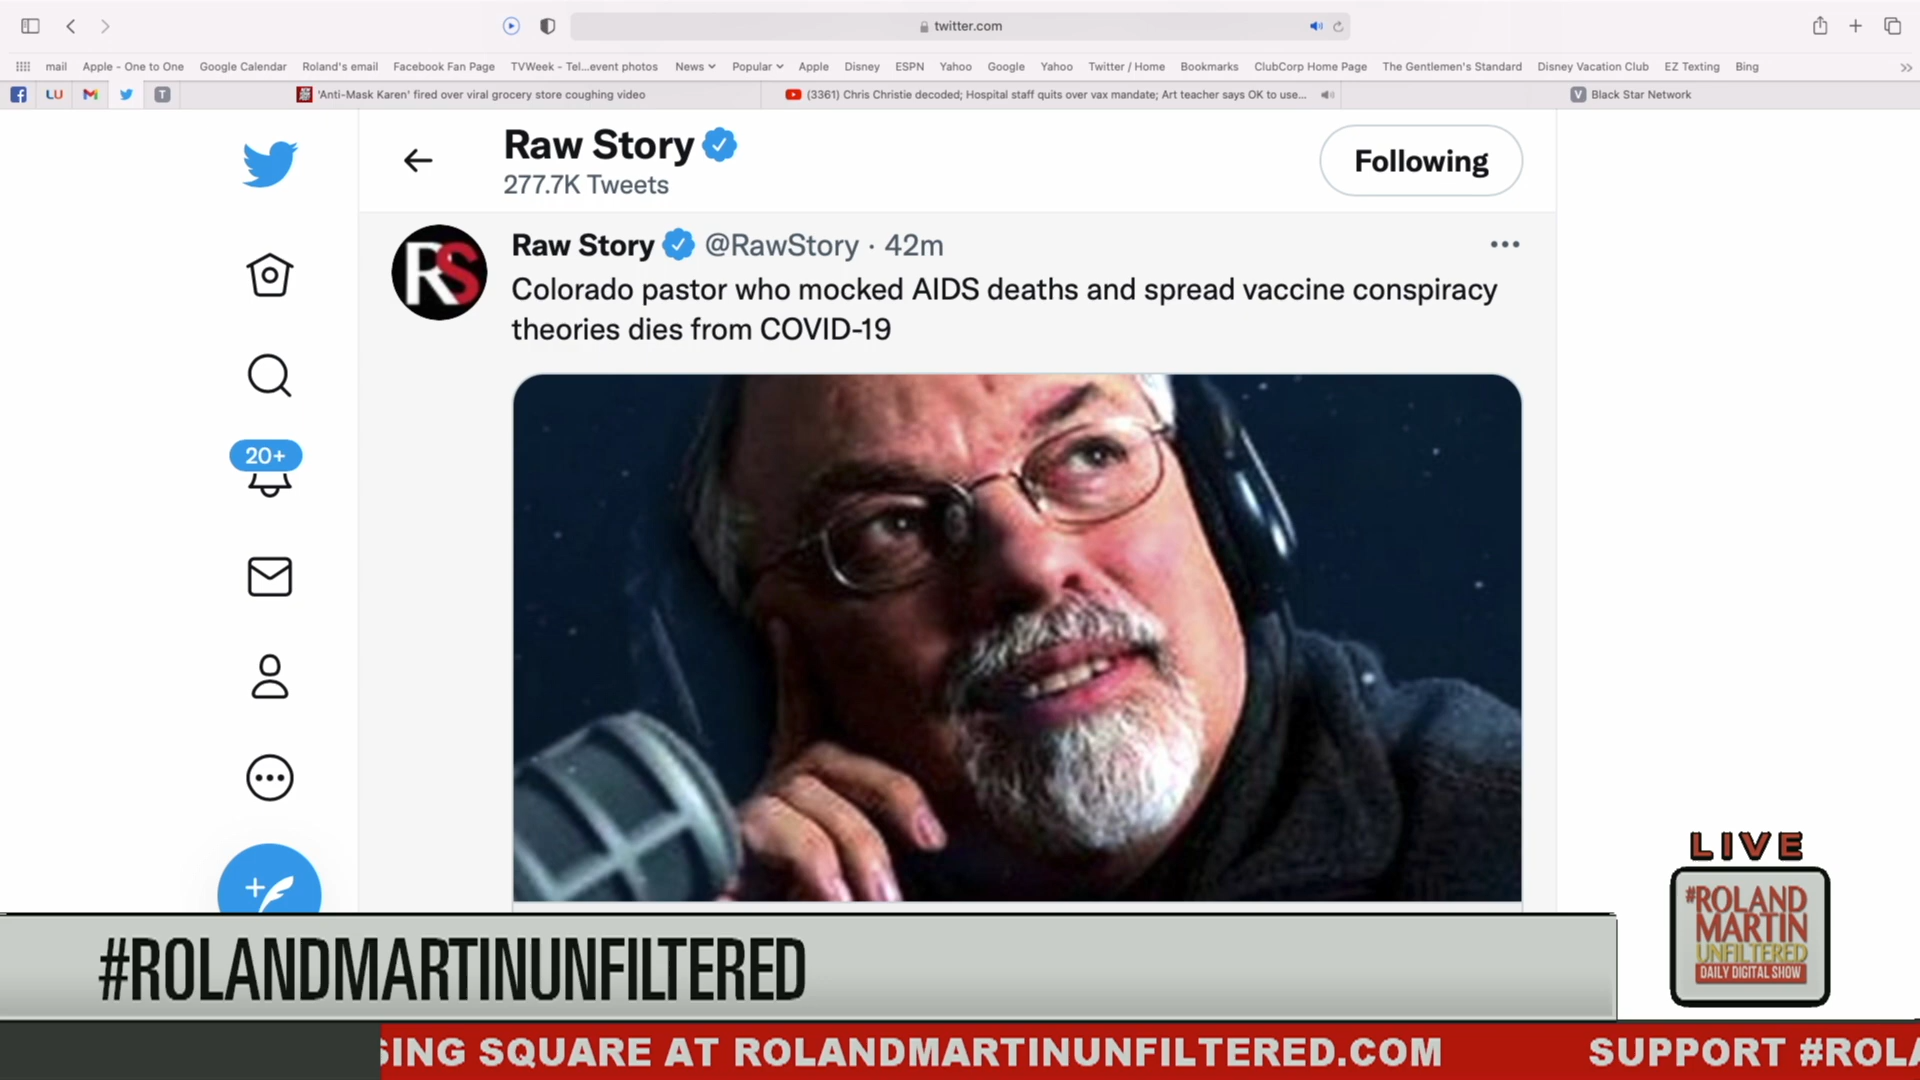 twitter.com
mail
Apple - One to One
Google Calendar
Roland's email
Facebook Fan Page
TVWeek - Tel...event photos
News
Popular
Apple
Disney
ESPN
Yahoo
Google
Yahoo
Twitter / Home
Bookmarks
ClubCorp Home Page
The Gentlemen's Standard
Disney Vacation Club
EZ Texting
Bing
LU
T
'Anti-Mask Karen' fired over viral grocery store coughing video
(3361) Chris Christie decoded; Hospital staff quits over vax mandate; Art teacher says OK to use...
V
Black Star Network
Raw Story
277.7K Tweets
Following
RS
Raw Story @RawStory · 42m
Colorado pastor who mocked AIDS deaths and spread vaccine conspiracy
theories dies from COVID-19
20+
LIVE
#ROLAND
MARTIN
UNFILTERED
DAILY DIGITAL SHOW
#ROLANDMARTINUNFILTERED
SING SQUARE AT ROLANDMARTINUNFILTERED.COM
SUPPORT #ROLA